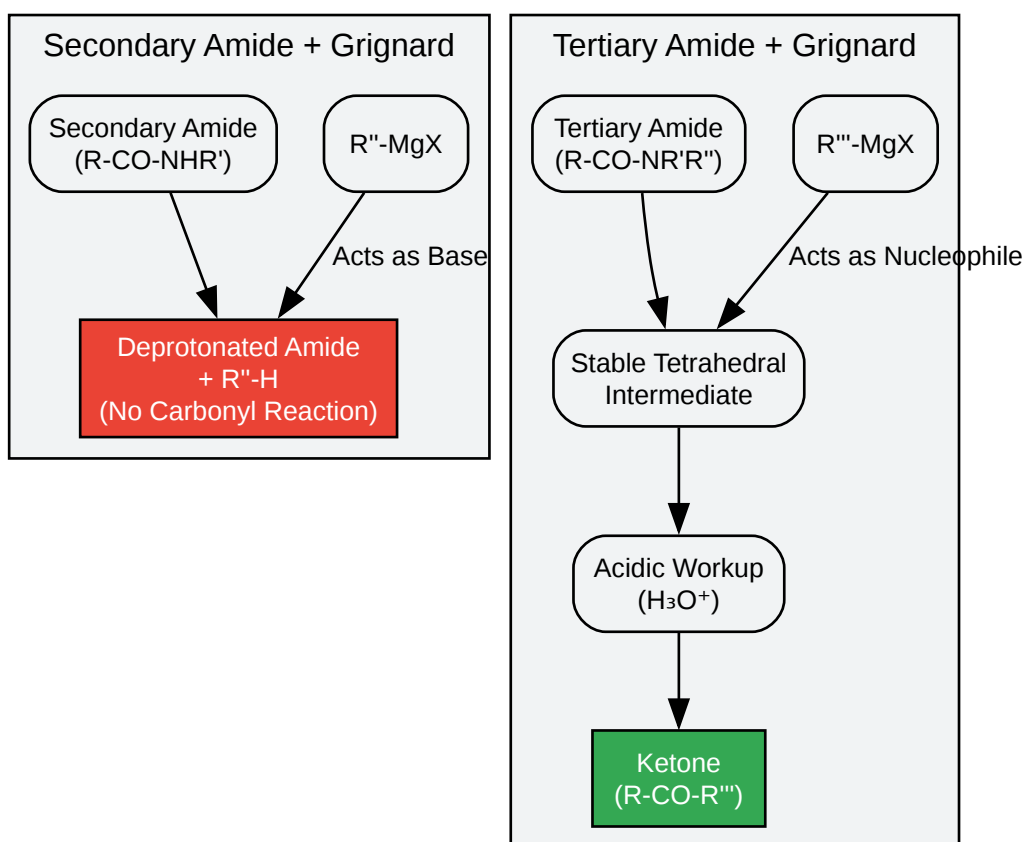 Secondary Amide + Grignard
Secondary Amide
(R-CO-NHR')
R''-MgX
Acts as Base
Deprotonated Amide
+ R''-H
(No Carbonyl Reaction)
Tertiary Amide + Grignard
Tertiary Amide
(R-CO-NR'R'')
R'''-MgX
Acts as Nucleophile
Stable Tetrahedral
Intermediate
Acidic Workup
(H₃O⁺)
Ketone
(R-CO-R''')